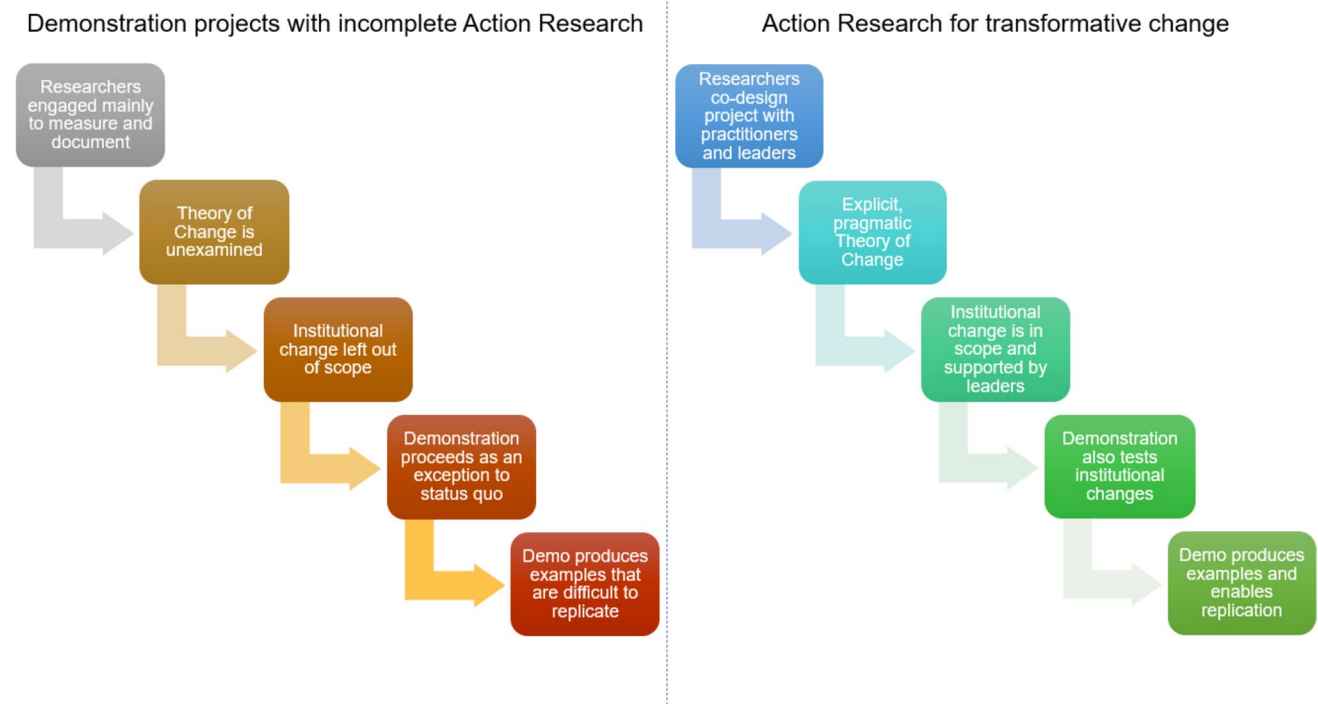 Demonstration projects with incomplete Action Research
Researchers
engaged mainly
to measure and
document
Theory of
Change is
unexamined
Institutional
change left out
of scope
Demonstration
proceeds as an
exception to
status quo
Demo produces
examples that
are difficult to
replicate
Action Research for transformative change
Researchers
co-design
project with
practitioners
and leaders
Explicit,
pragmatic
Theory of
Change
Institutional
change is in
scope and
supported by
leaders
Demonstration
also tests
institutional
changes
Demo produces
examples and
enables
replication